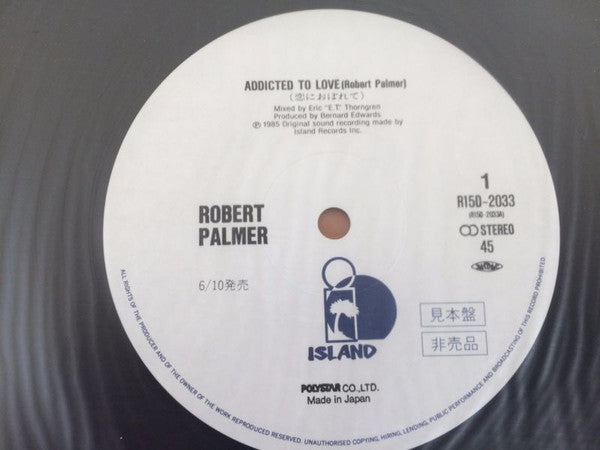 ADDICTED TO LOVE (Robert Palmer)
(恋におぼれて)
Mixed by Eric "E.T." Thorngren
Produced by Bernard Edwards
℗ 1985 Original sound recording made by
Island Records Inc.
1
R15D-2033
(R15D-2033A)
STEREO
45
ROBERT
PALMER
6/10発売
見本盤
非売品
ISLAND
POLYSTAR CO., LTD.
Made in Japan
ALL RIGHTS OF THE PRODUCER AND OF THE OWNER OF THE WORK REPRODUCED RESERVED. UNAUTHORISED COPYING, HIRING, LENDING, PUBLIC PERFORMANCE AND BROADCASTING OF THIS RECORD PROHIBITED.